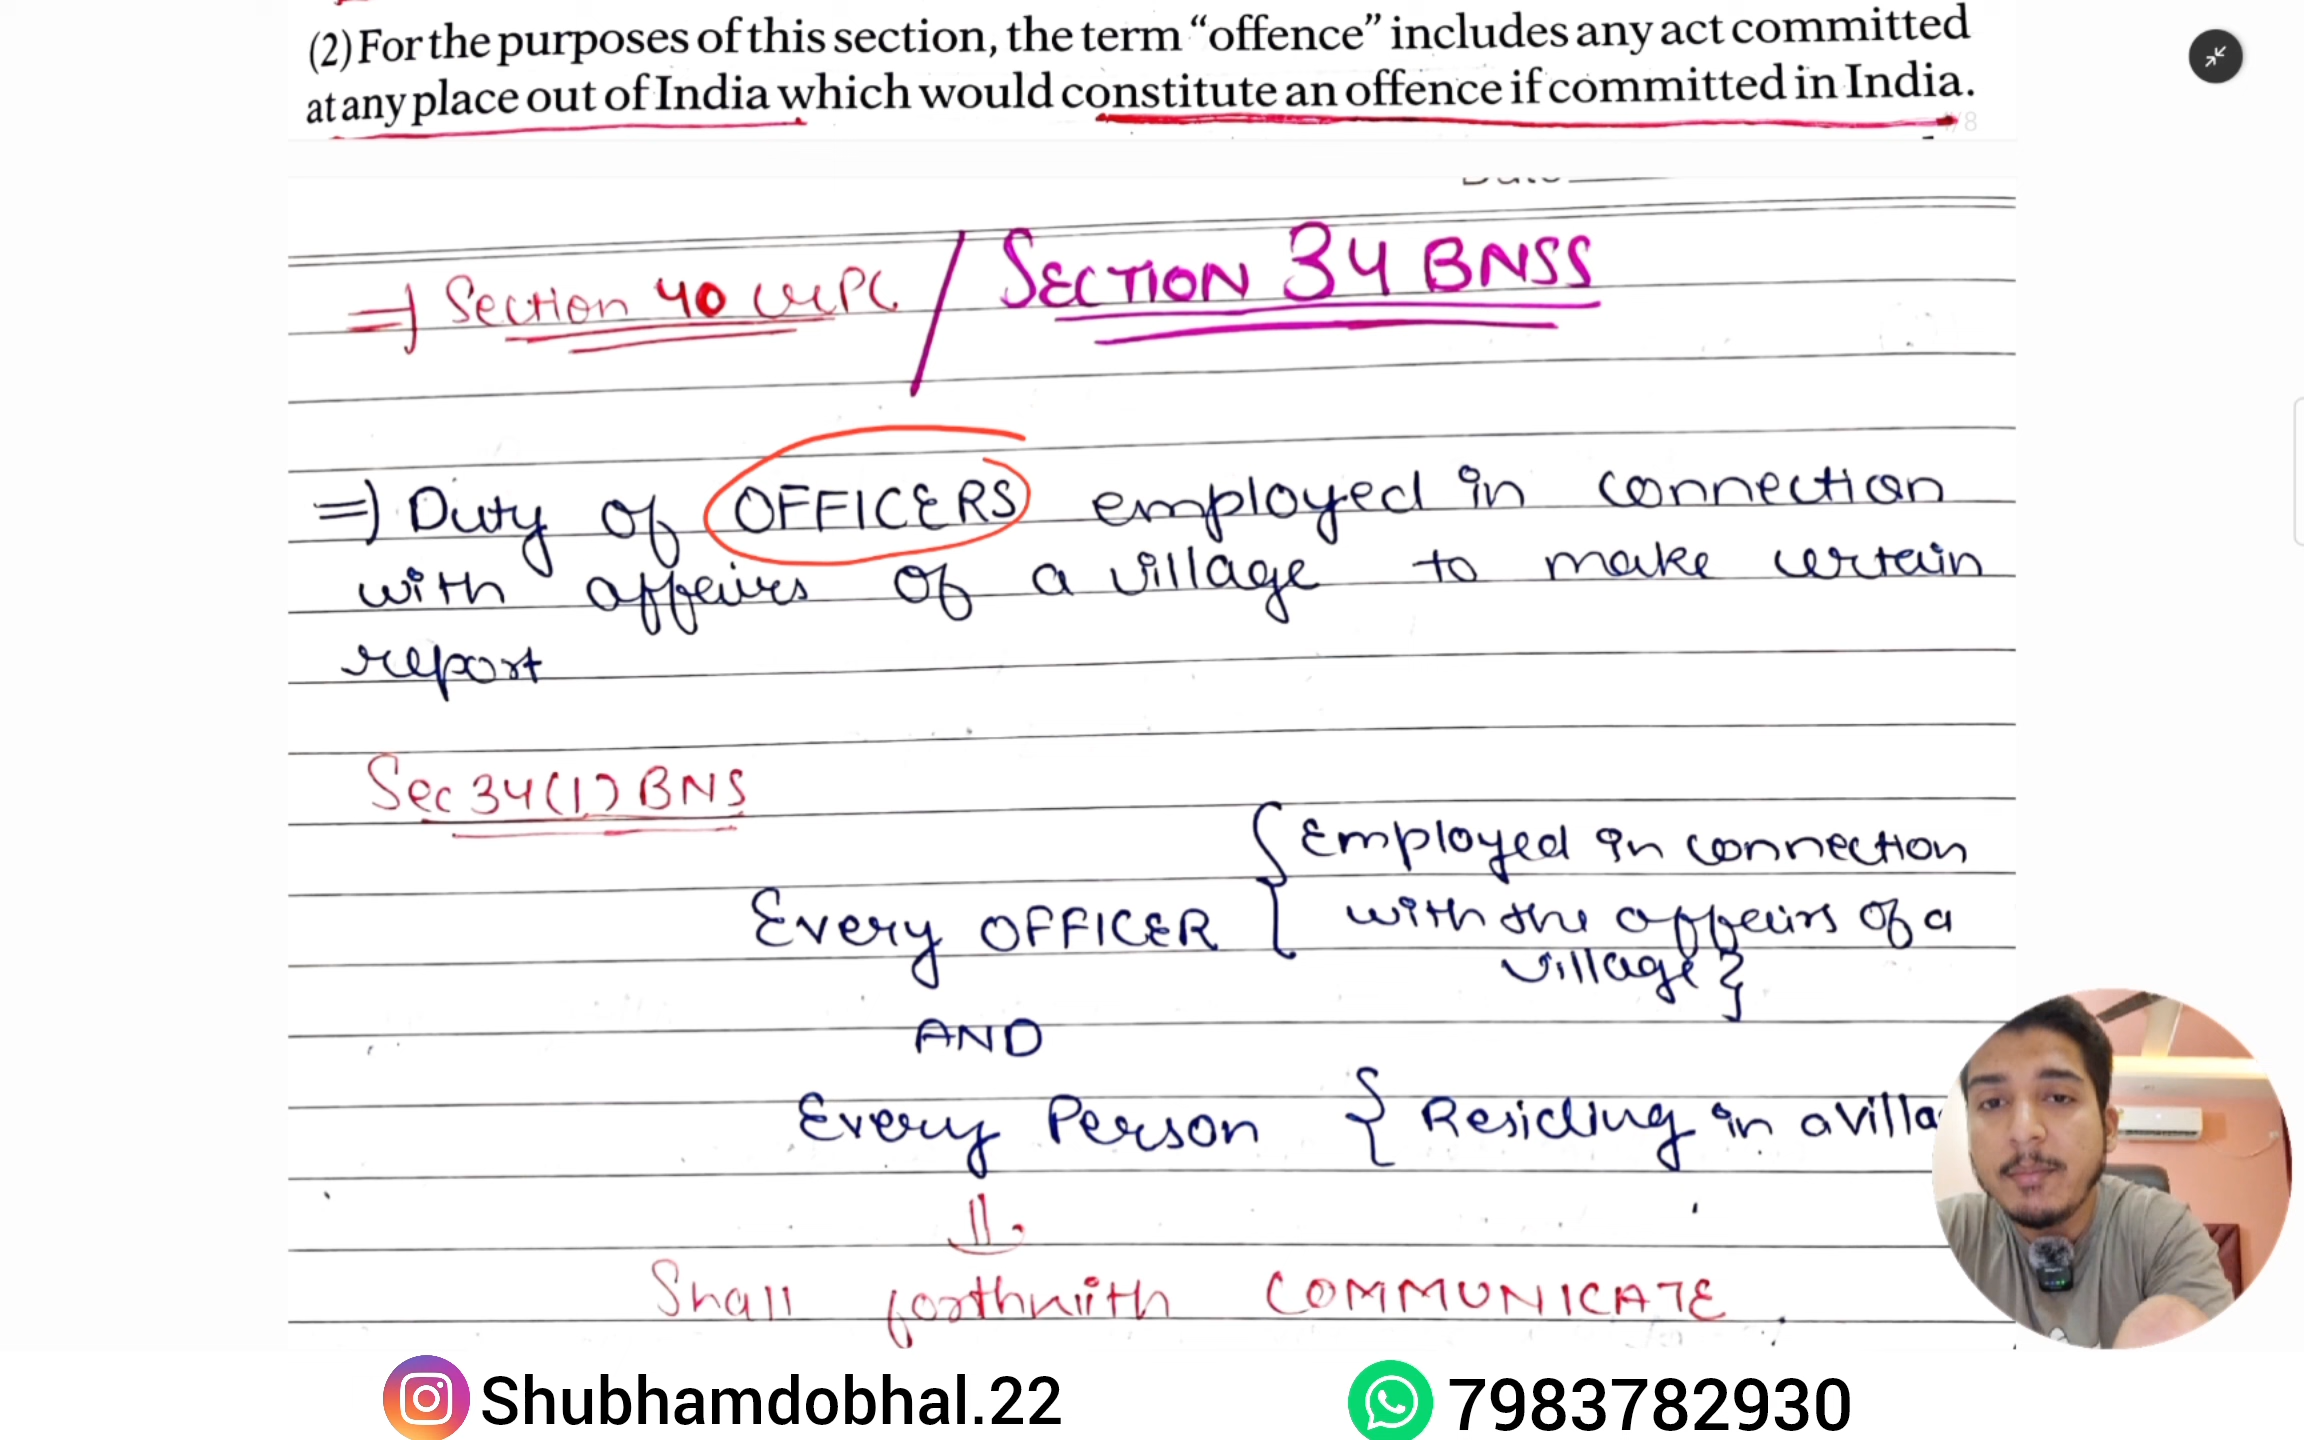 (2) For the purposes of this section, the term “offence” includes any act committed
at any place out of India which would constitute an offence if committed in India.
/8
⇒ Section 40 CrPC / SECTION 34 BNSS
⇒ Duty of OFFICERS employed in connection
with affairs of a village to make certain
report
Sec 34(1) BNS
Every OFFICER { Employed in connection
with the affairs of a
village }
AND
Every Person { Residing in a villa
Shall forthwith COMMUNICATE
Shubhamdobhal.22 7983782930